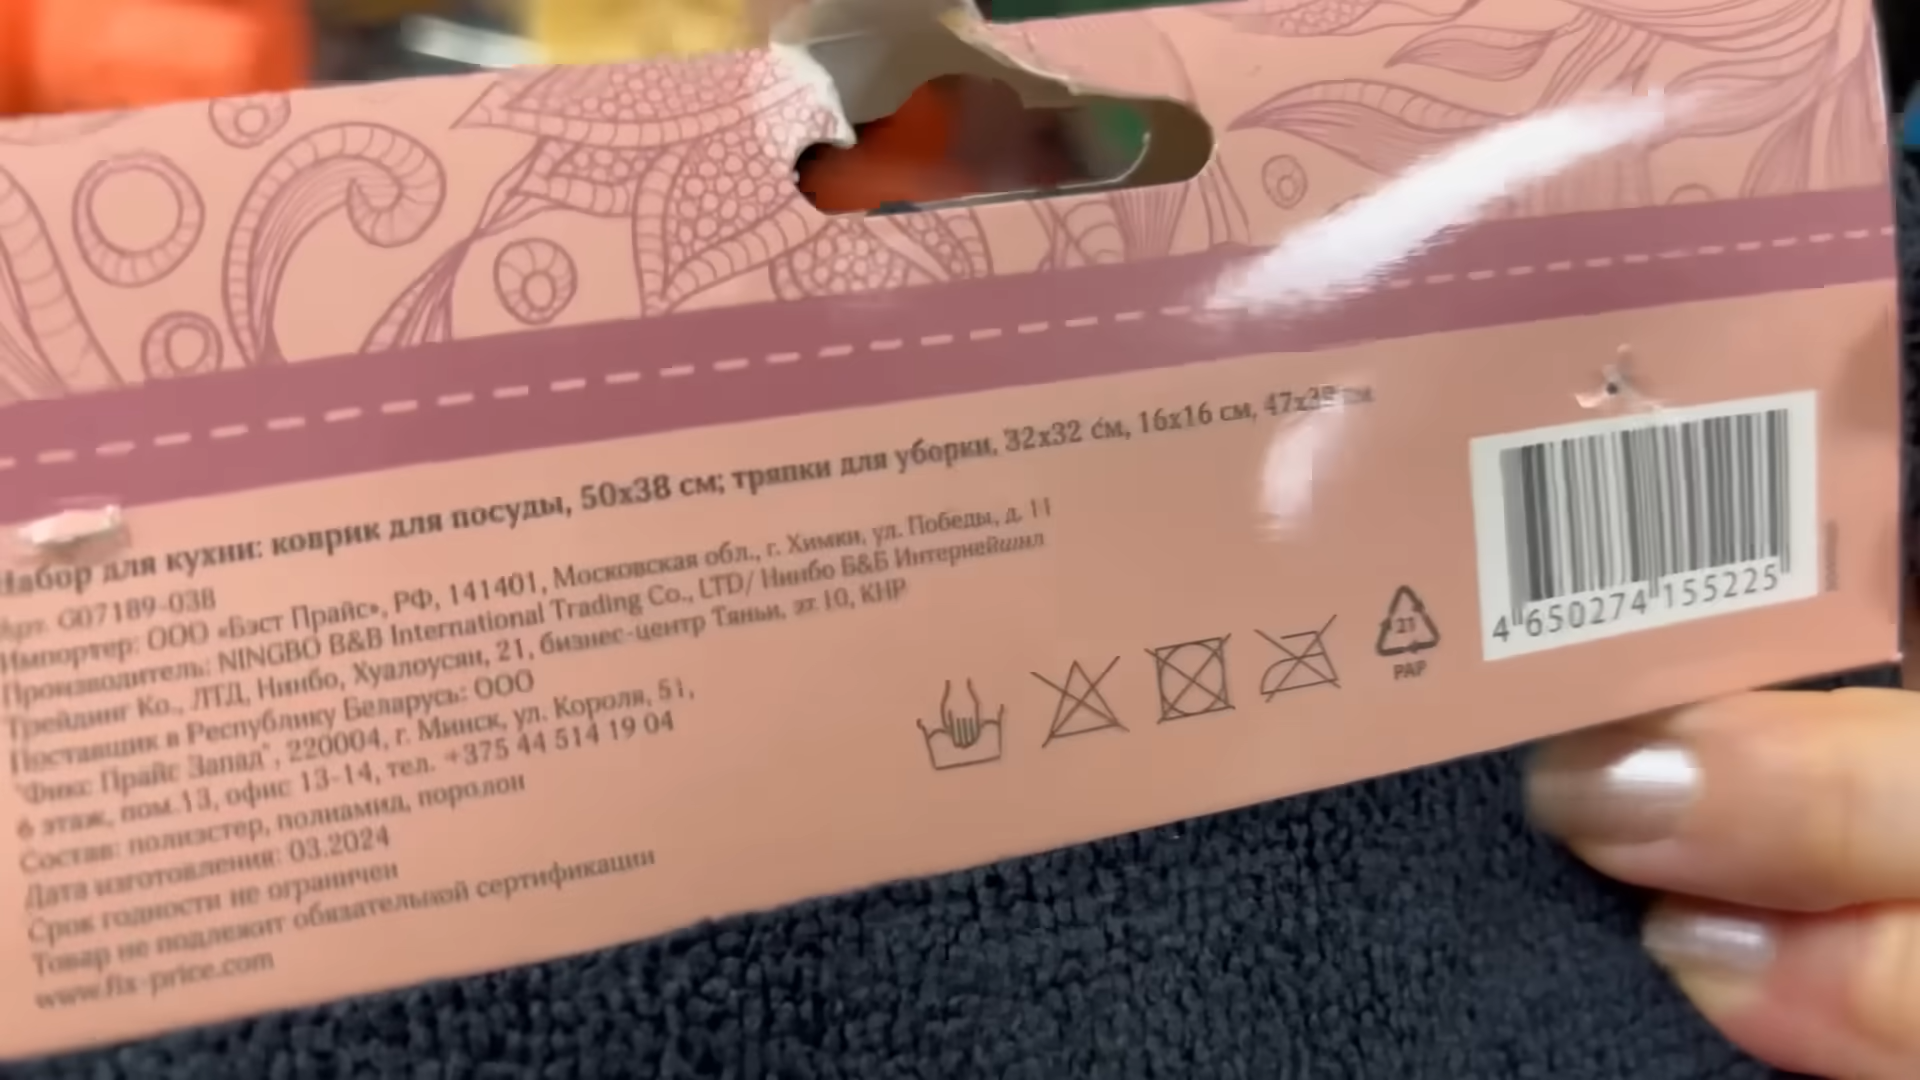 Набор для кухни: коврик для посуды, 50х38 см; тряпки для уборки, 32х32 см, 16х16 см,
Арт. G07189-038
Импортер: ООО «Бэст Прайс», РФ, 141401, Московская обл., г. Химки, ул. Победы, д. 11
Производитель: NINGBO B&B International Trading Co., LTD/ Нинбо Б&Б Интернейшнл
Трейдинг Ко., ЛТД, Нинбо, Хуалоусян, 21, бизнес-центр Тяньи, эт. 10, КНР
Поставщик в Республику Беларусь: ООО
"Фикс Прайс Запад", 220004, г. Минск, ул. Короля, 51,
6 этаж, пом.13, офис 13-14, тел. +375 44 514 19 04
Состав: полиэстер, полиамид, поролон
Дата изготовления: 03.2024
Срок годности не ограничен
Товар не подлежит обязательной сертификации
www.fix-price.com
21
PAP
4 650274 155225